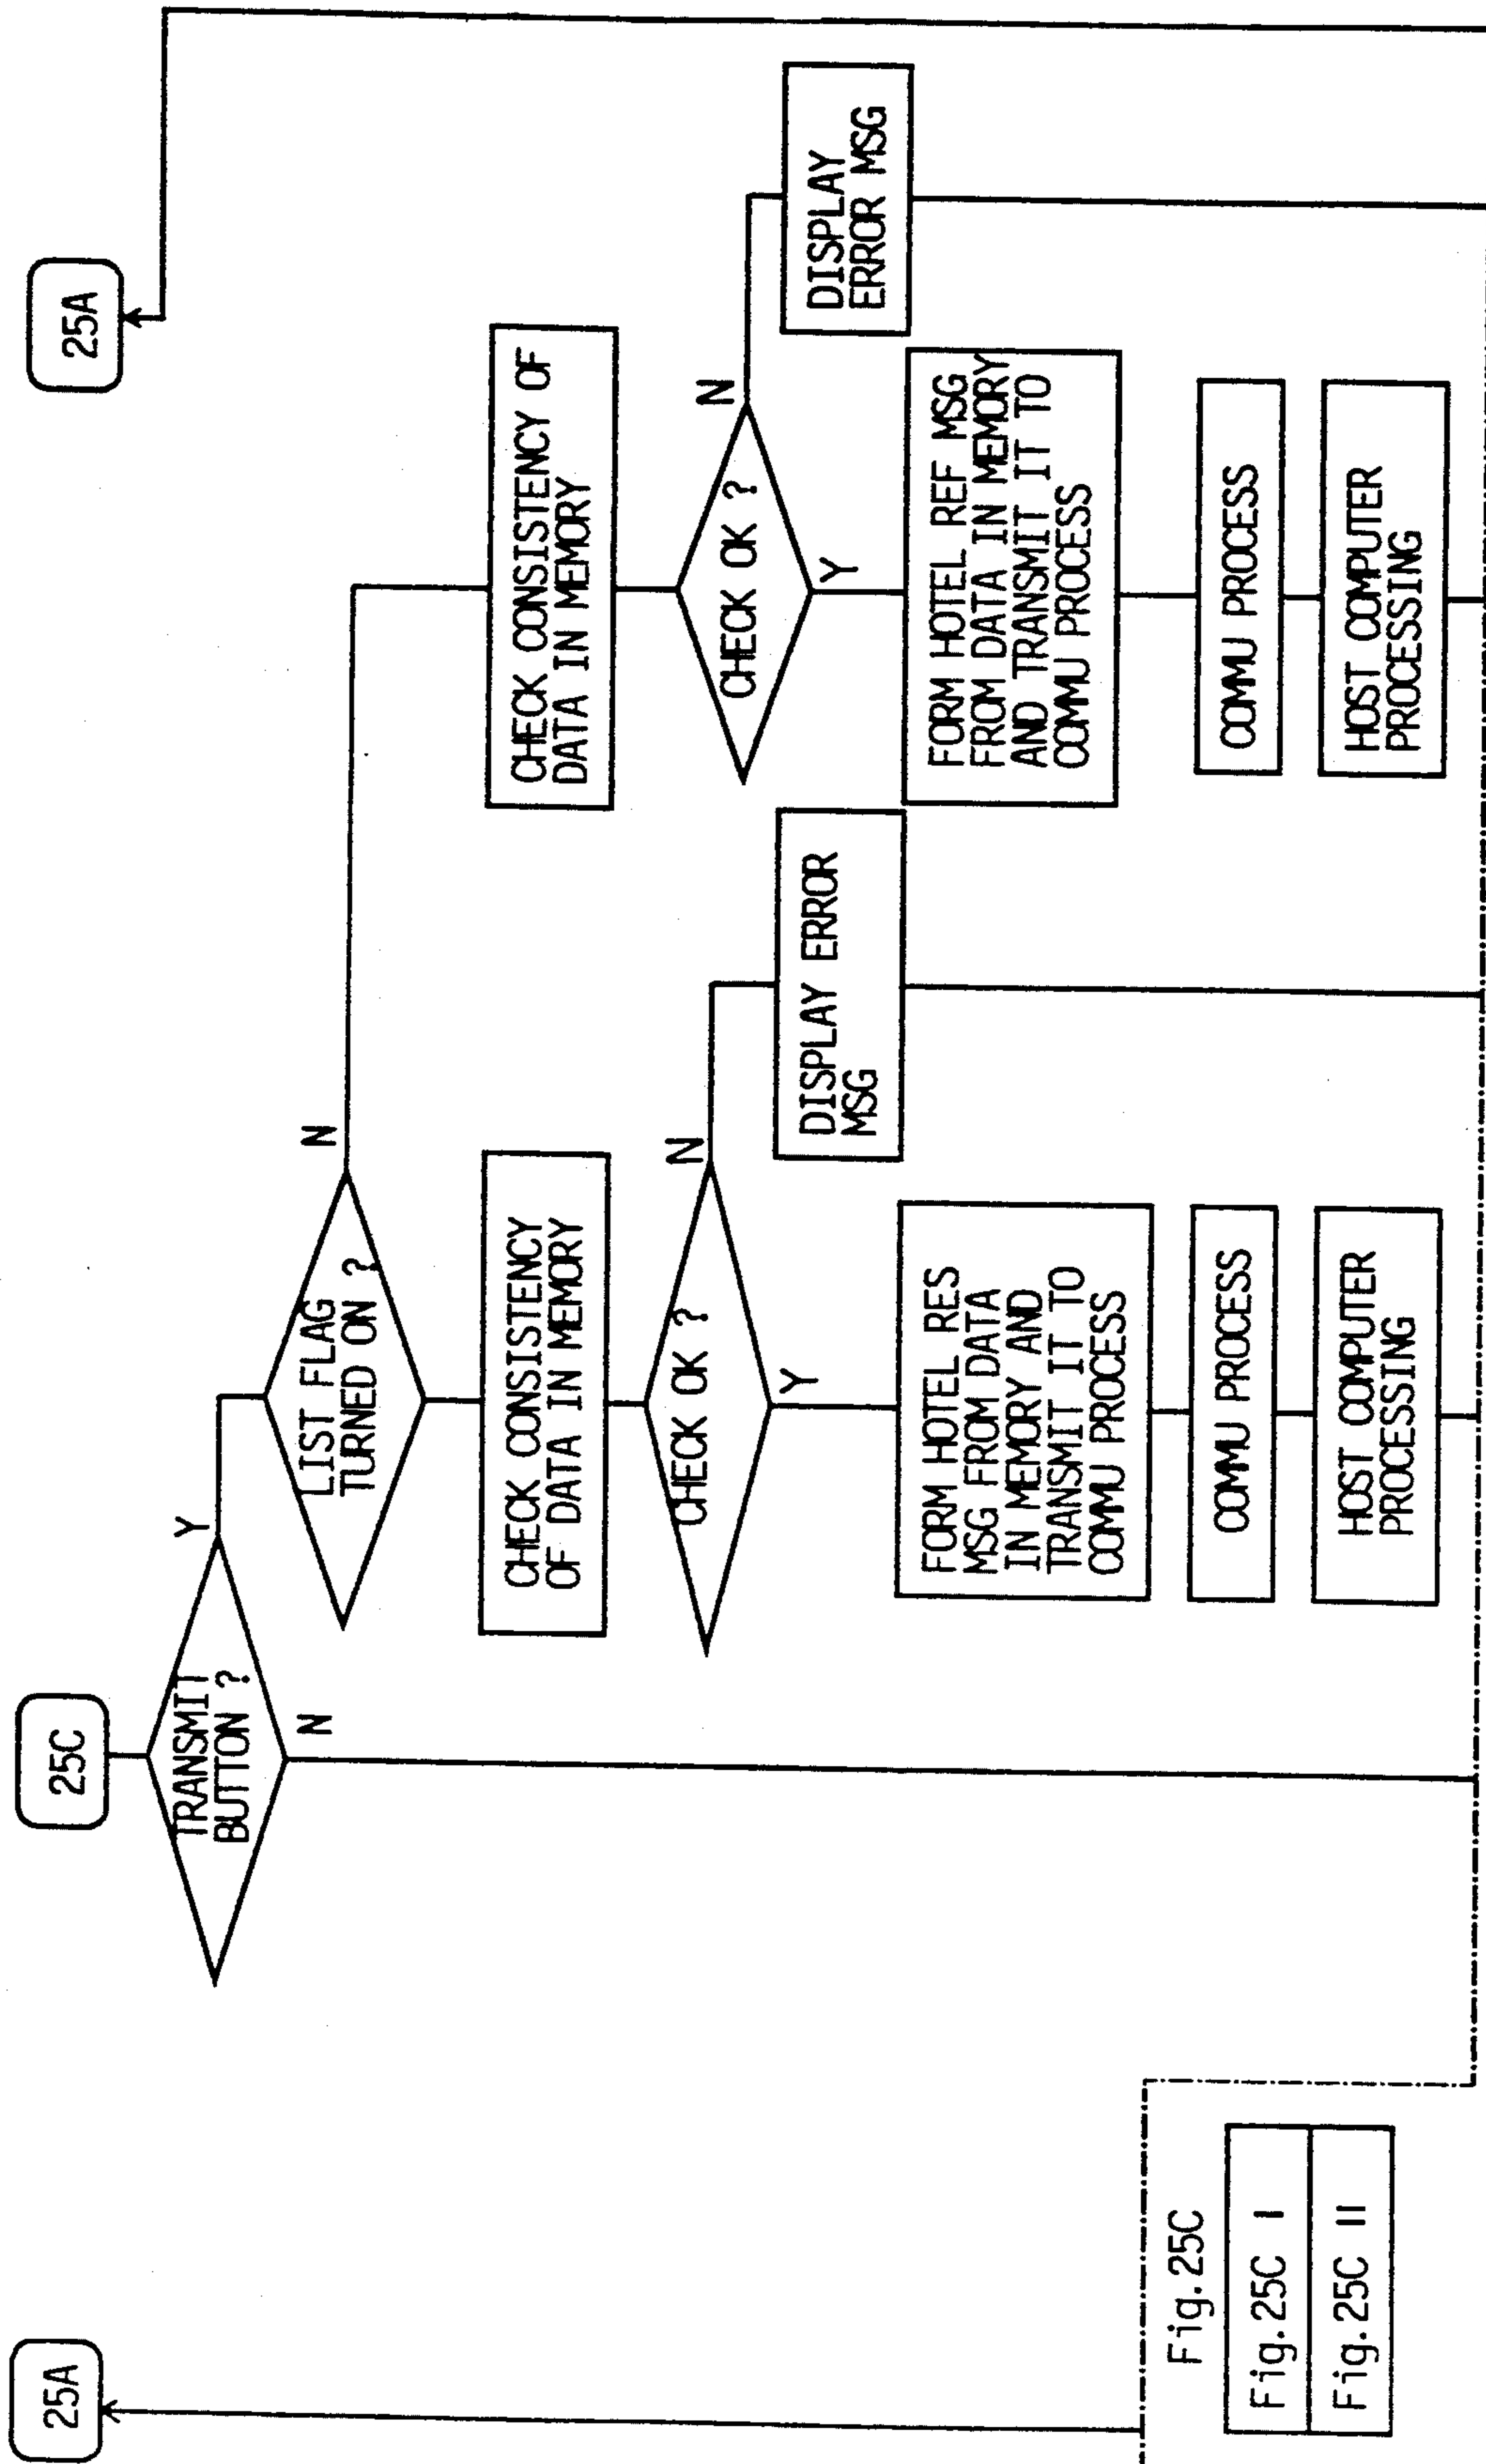 25A
25C
25A
TRANSMIT
BUTTON ?
Y
N
LIST FLAG
TURNED ON ?
N
CHECK CONSISTENCY
OF DATA IN MEMORY
CHECK OK ?
N
Y
DISPLAY ERROR
MSG
FORM HOTEL RES
MSG FROM DATA
IN MEMORY AND
TRANSMIT IT TO
COMMU PROCESS
COMMU PROCESS
HOST COMPUTER
PROCESSING
CHECK CONSISTENCY OF
DATA IN MEMORY
CHECK OK ?
N
Y
DISPLAY
ERROR MSG
FORM HOTEL REF MSG
FROM DATA IN MEMORY
AND TRANSMIT IT TO
COMMU PROCESS
COMMU PROCESS
HOST COMPUTER
PROCESSING
Fig.25C
Fig.25C I
Fig.25C II